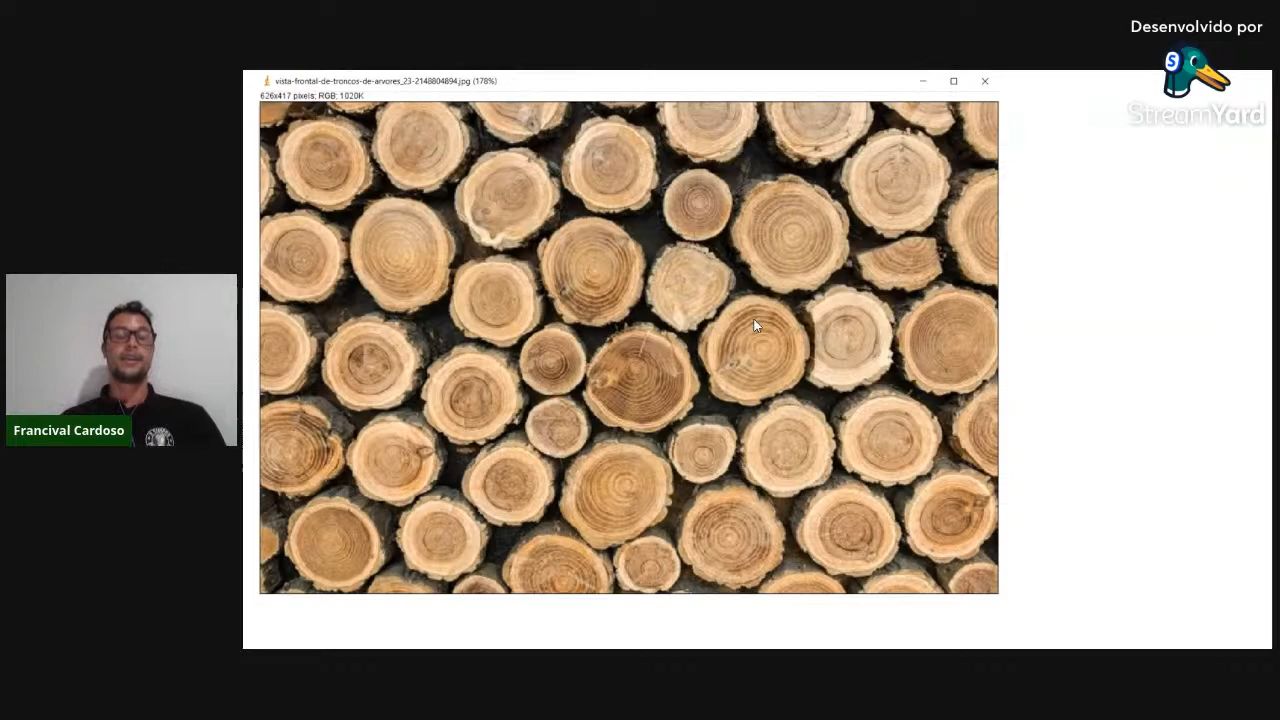 Desenvolvido por
StreamYard
vista-frontal-de-troncos-de-arvores_23-2148804894.jpg (178%)
626x417 pixels; RGB; 1020K
Francival Cardoso